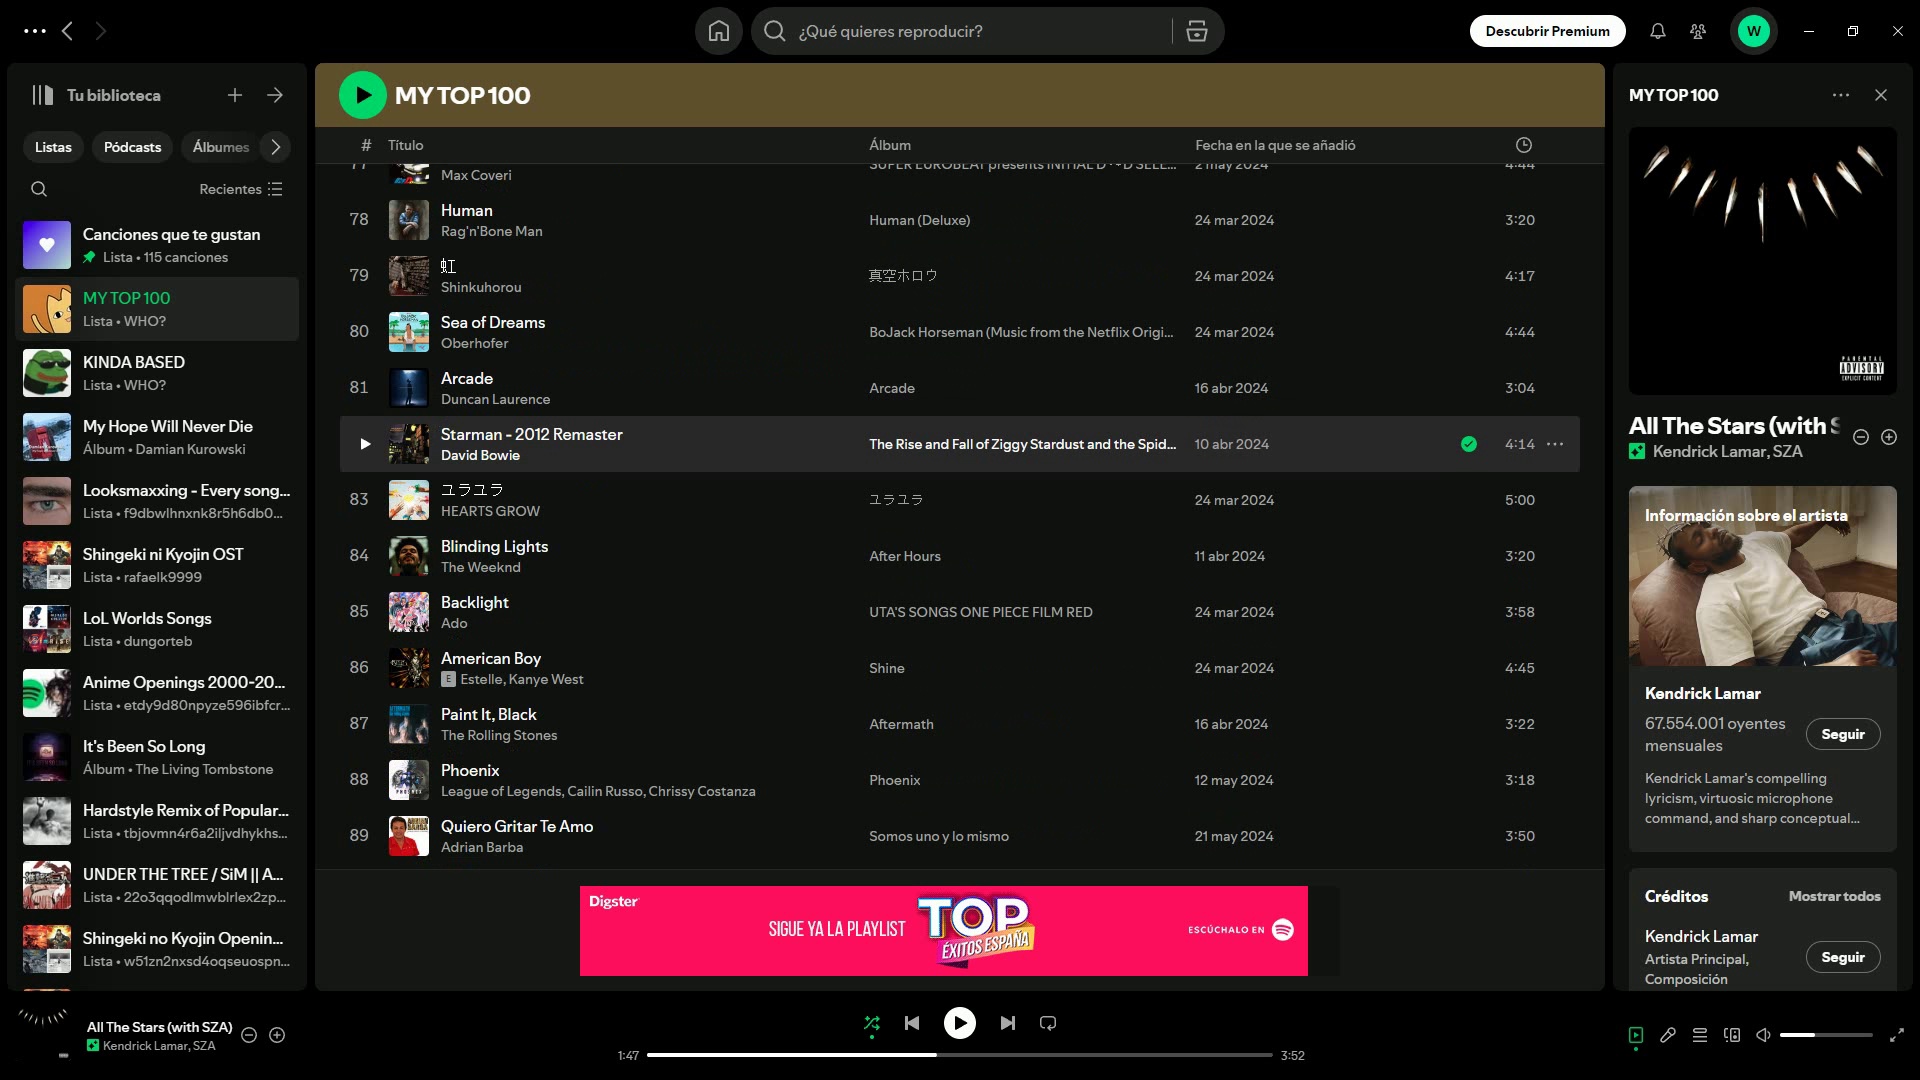 ¿Qué quieres reproducir?
Descubrir Premium
W
Tu biblioteca
Listas
Pódcasts
Álbumes
Recientes
Canciones que te gustan
Lista • 115 canciones
MY TOP 100
Lista • WHO?
KINDA BASED
Lista • WHO?
My Hope Will Never Die
Álbum • Damian Kurowski
Looksmaxxing - Every song...
Lista • f9dbwlhnxnk8r5h6db0...
Shingeki ni Kyojin OST
Lista • rafaelk9999
LoL Worlds Songs
Lista • dungorteb
Anime Openings 2000-20...
Lista • etdy9d80npyze596ibfcr...
It's Been So Long
Álbum • The Living Tombstone
Hardstyle Remix of Popular...
Lista • tbjovmn4r6a2iljvdhykhs...
UNDER THE TREE / SiM || A...
Lista • 22o3qqodlmwblrlex2zp...
Shingeki no Kyojin Openin...
Lista • w51zn2nxsd4oqseuospn...
MY TOP 100
# Título Álbum Fecha en la que se añadió
77 SUPER EUROBEAT presents INITIAL D 2 may 2024 4:44
Max Coveri
78 Human Human (Deluxe) 24 mar 2024 3:20
Rag'n'Bone Man
79 虹 真空ホロウ 24 mar 2024 4:17
Shinkuhorou
80 Sea of Dreams BoJack Horseman (Music from the Netflix Origi... 24 mar 2024 4:44
Oberhofer
81 Arcade Arcade 16 abr 2024 3:04
Duncan Laurence
Starman - 2012 Remaster The Rise and Fall of Ziggy Stardust and the Spid... 10 abr 2024 4:14
David Bowie
83 ユラユラ ユラユラ 24 mar 2024 5:00
HEARTS GROW
84 Blinding Lights After Hours 11 abr 2024 3:20
The Weeknd
85 Backlight UTA'S SONGS ONE PIECE FILM RED 24 mar 2024 3:58
Ado
86 American Boy Shine 24 mar 2024 4:45
E Estelle, Kanye West
87 Paint It, Black Aftermath 16 abr 2024 3:22
The Rolling Stones
88 Phoenix Phoenix 12 may 2024 3:18
League of Legends, Cailin Russo, Chrissy Costanza
89 Quiero Gritar Te Amo Somos uno y lo mismo 21 may 2024 3:50
Adrian Barba
Digster
SIGUE YA LA PLAYLIST
TOP
ÉXITOS ESPAÑA
ESCÚCHALO EN
MY TOP 100
PARENTAL
ADVISORY
EXPLICIT CONTENT
All The Stars (with S
Kendrick Lamar, SZA
Información sobre el artista
Kendrick Lamar
67.554.001 oyentes
mensuales
Seguir
Kendrick Lamar's compelling
lyricism, virtuosic microphone
command, and sharp conceptual...
Créditos
Mostrar todos
Kendrick Lamar
Artista Principal,
Composición
Seguir
All The Stars (with SZA)
Kendrick Lamar, SZA
1:47
3:52